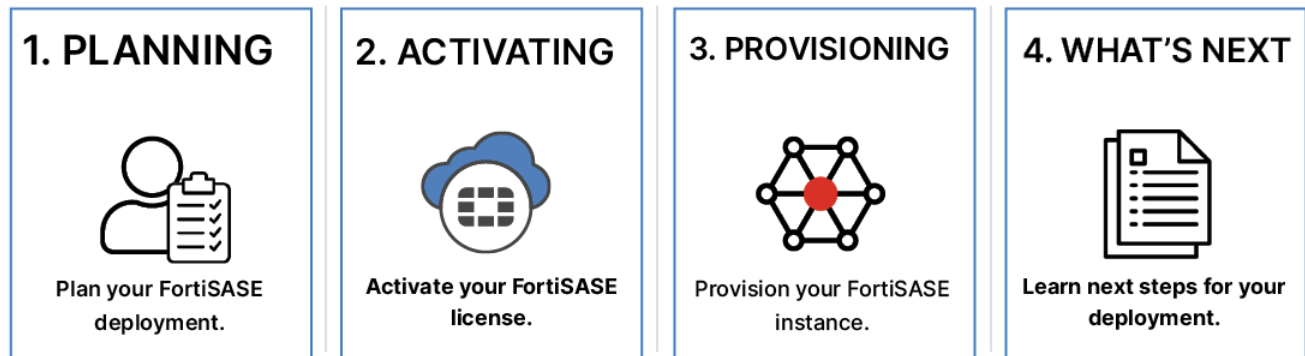 1. PLANNING
Plan your FortiSASE
deployment.
2. ACTIVATING
Activate your FortiSASE
license.
3. PROVISIONING
Provision your FortiSASE
instance.
4. WHAT’S NEXT
Learn next steps for your
deployment.